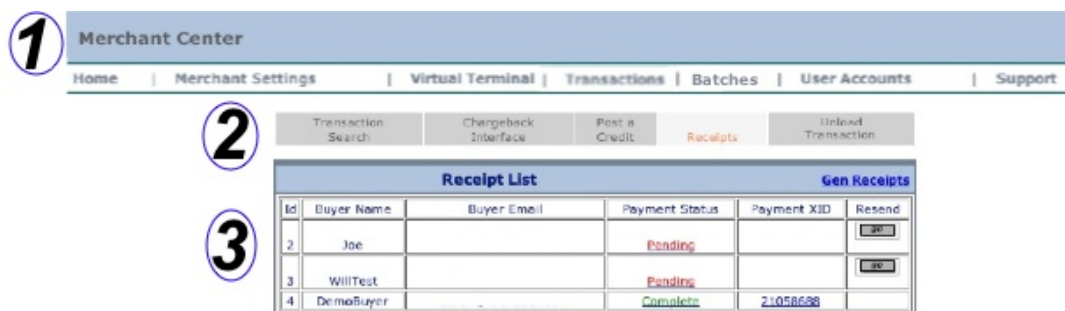 1
Merchant Center
Home | Merchant Settings | Virtual Terminal | Transactions | Batches | User Accounts | Support
2
Transaction Search Chargeback Interface Post a Credit Receipts Unload Transaction
Receipt List Gen Receipts
3
Id Buyer Name Buyer Email Payment Status Payment XID Resend
2 Joe Pending
3 WillTest Pending
4 DemoBuyer Complete 21058688